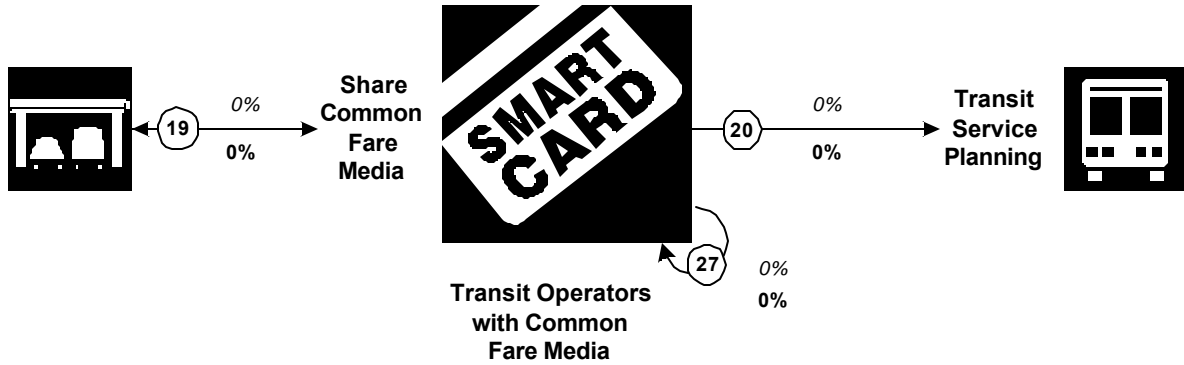 19
0%
0%
Share
Common
Fare
Media
SMART
CARD
20
0%
0%
Transit
Service
Planning
27
0%
0%
Transit Operators
with Common
Fare Media